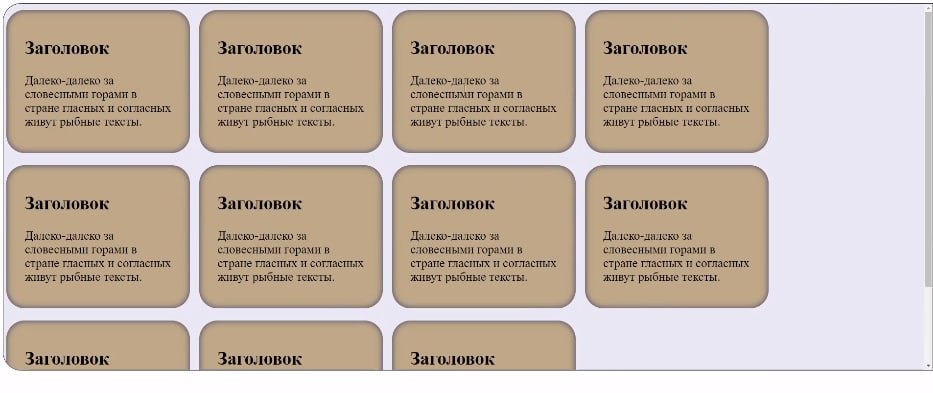 Заголовок
Далеко-далеко за
словесными горами в
стране гласных и согласных
живут рыбные тексты.
Заголовок
Далеко-далеко за
словесными горами в
стране гласных и согласных
живут рыбные тексты.
Заголовок
Далеко-далеко за
словесными горами в
стране гласных и согласных
живут рыбные тексты.
Заголовок
Далеко-далеко за
словесными горами в
стране гласных и согласных
живут рыбные тексты.
Заголовок
Далеко-далеко за
словесными горами в
стране гласных и согласных
живут рыбные тексты.
Заголовок
Далеко-далеко за
словесными горами в
стране гласных и согласных
живут рыбные тексты.
Заголовок
Далеко-далеко за
словесными горами в
стране гласных и согласных
живут рыбные тексты.
Заголовок
Далеко-далеко за
словесными горами в
стране гласных и согласных
живут рыбные тексты.
Заголовок
Заголовок
Заголовок